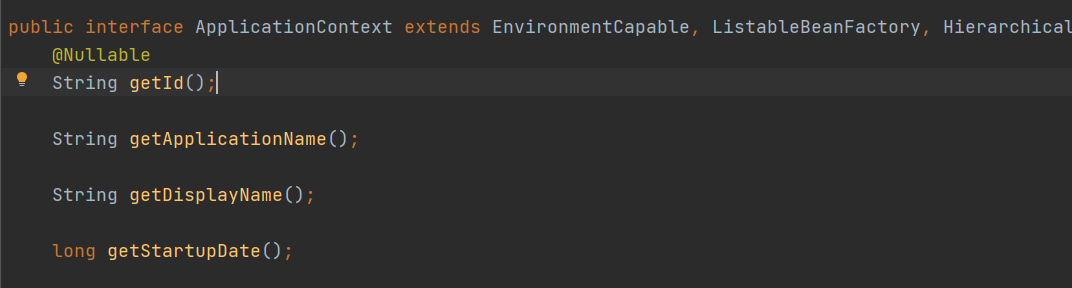 public interface ApplicationContext extends EnvironmentCapable, ListableBeanFactory, Hierarchical
@Nullable
String getId();
String getApplicationName();
String getDisplayName();
long getStartupDate();